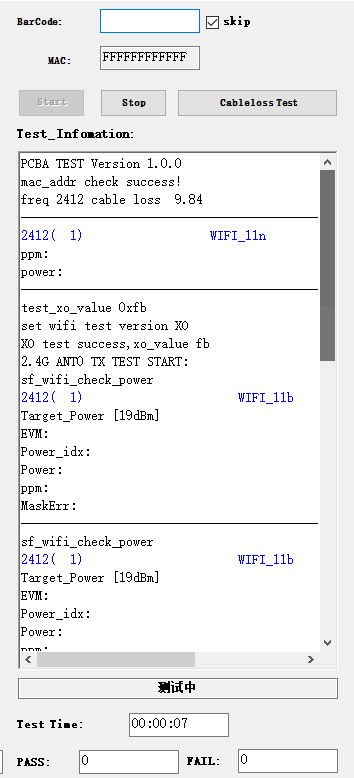 BarCode: skip
MAC: FFFFFFFFFFFF
Start Stop Cableloss Test
Test_Infomation:
PCBA TEST Version 1.0.0
mac_addr check success!
freq 2412 cable loss 9.84
2412( 1) WIFI_11n
ppm:
power:
test_xo_value 0xfb
set wifi test version XO
XO test success,xo_value fb
2.4G ANT0 TX TEST START:
sf_wifi_check_power
2412( 1) WIFI_11b
Target_Power [19dBm]
EVM:
Power_idx:
Power:
ppm:
MaskErr:
sf_wifi_check_power
2412( 1) WIFI_11b
Target_Power [19dBm]
EVM:
Power_idx:
Power:
ppm:
测试中
Test Time: 00:00:07
PASS: 0 FAIL: 0